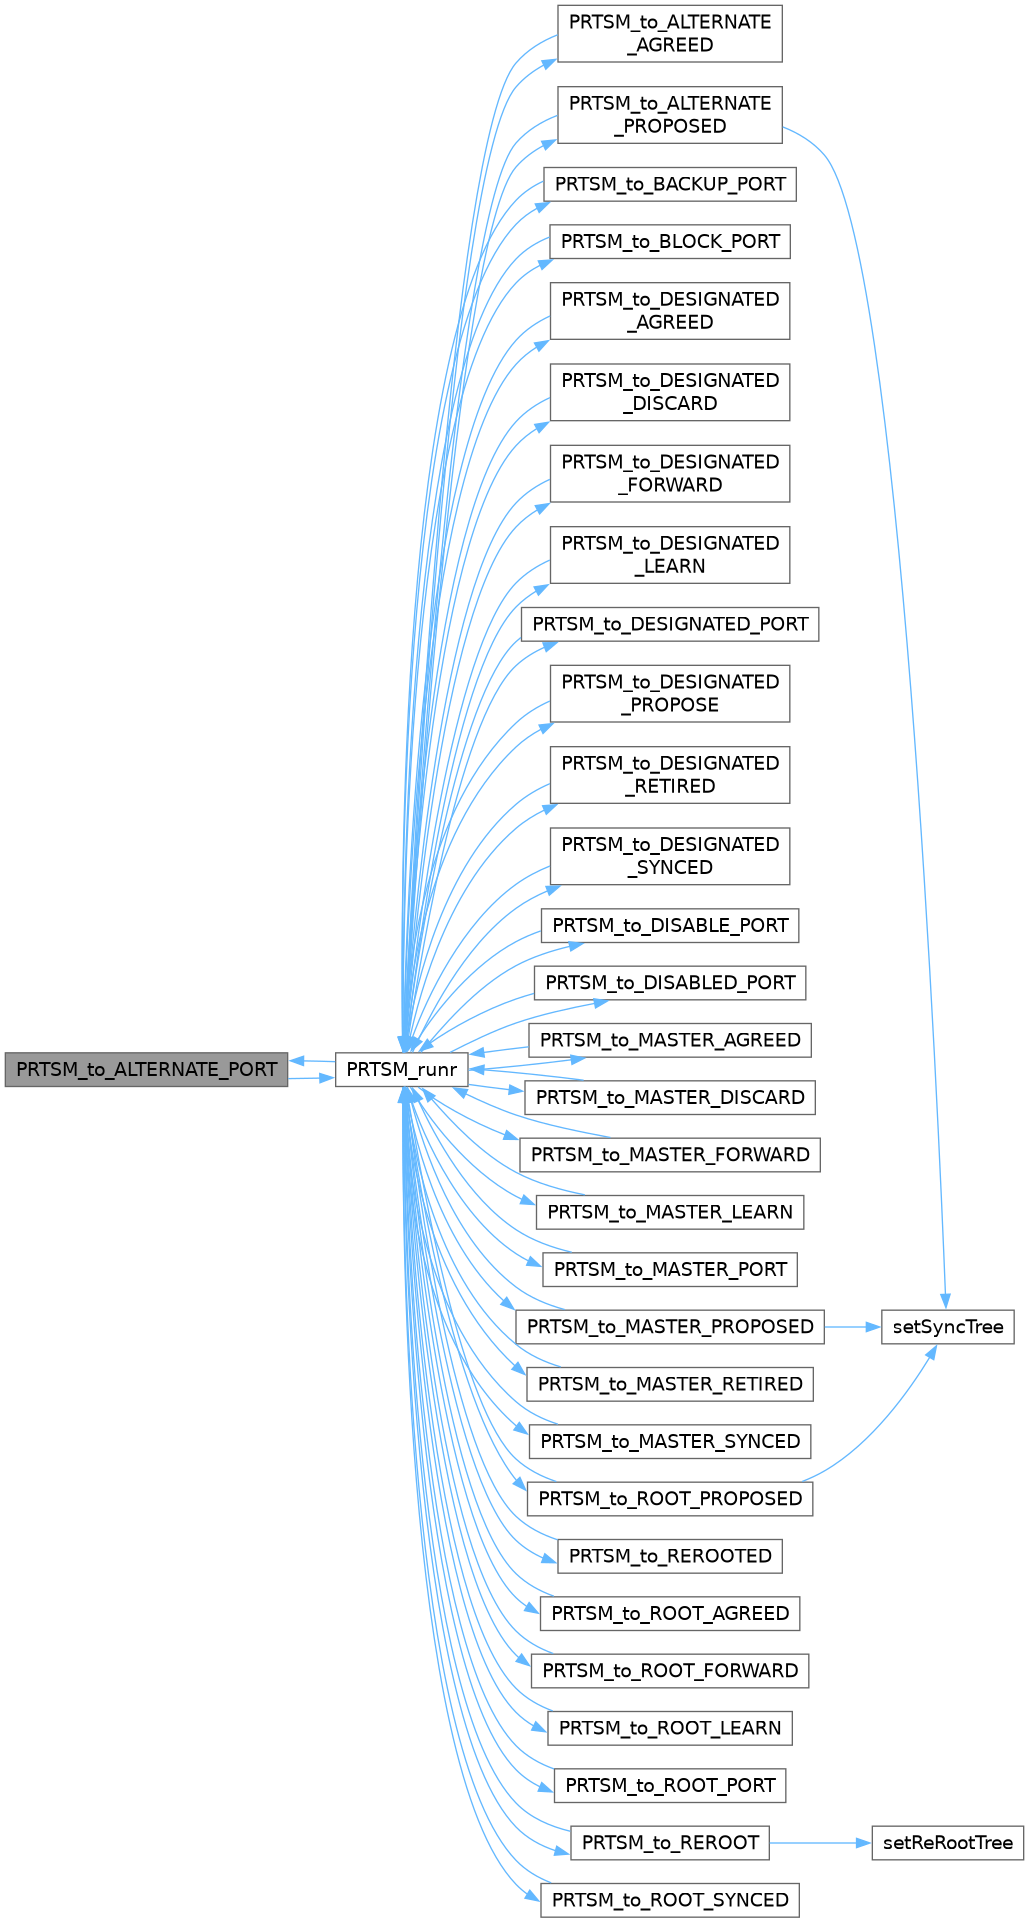 PRTSM_to_ALTERNATE
_AGREED
PRTSM_to_ALTERNATE
_PROPOSED
PRTSM_to_BACKUP_PORT
PRTSM_to_BLOCK_PORT
PRTSM_to_DESIGNATED
_AGREED
PRTSM_to_DESIGNATED
_DISCARD
PRTSM_to_DESIGNATED
_FORWARD
PRTSM_to_DESIGNATED
_LEARN
PRTSM_to_DESIGNATED_PORT
PRTSM_to_DESIGNATED
_PROPOSE
PRTSM_to_DESIGNATED
_RETIRED
PRTSM_to_DESIGNATED
_SYNCED
PRTSM_to_DISABLE_PORT
PRTSM_to_DISABLED_PORT
PRTSM_to_MASTER_AGREED
PRTSM_to_ALTERNATE_PORT
PRTSM_runr
PRTSM_to_MASTER_DISCARD
PRTSM_to_MASTER_FORWARD
PRTSM_to_MASTER_LEARN
PRTSM_to_MASTER_PORT
PRTSM_to_MASTER_PROPOSED
setSyncTree
PRTSM_to_MASTER_RETIRED
PRTSM_to_MASTER_SYNCED
PRTSM_to_ROOT_PROPOSED
PRTSM_to_REROOTED
PRTSM_to_ROOT_AGREED
PRTSM_to_ROOT_FORWARD
PRTSM_to_ROOT_LEARN
PRTSM_to_ROOT_PORT
PRTSM_to_REROOT
setReRootTree
PRTSM_to_ROOT_SYNCED